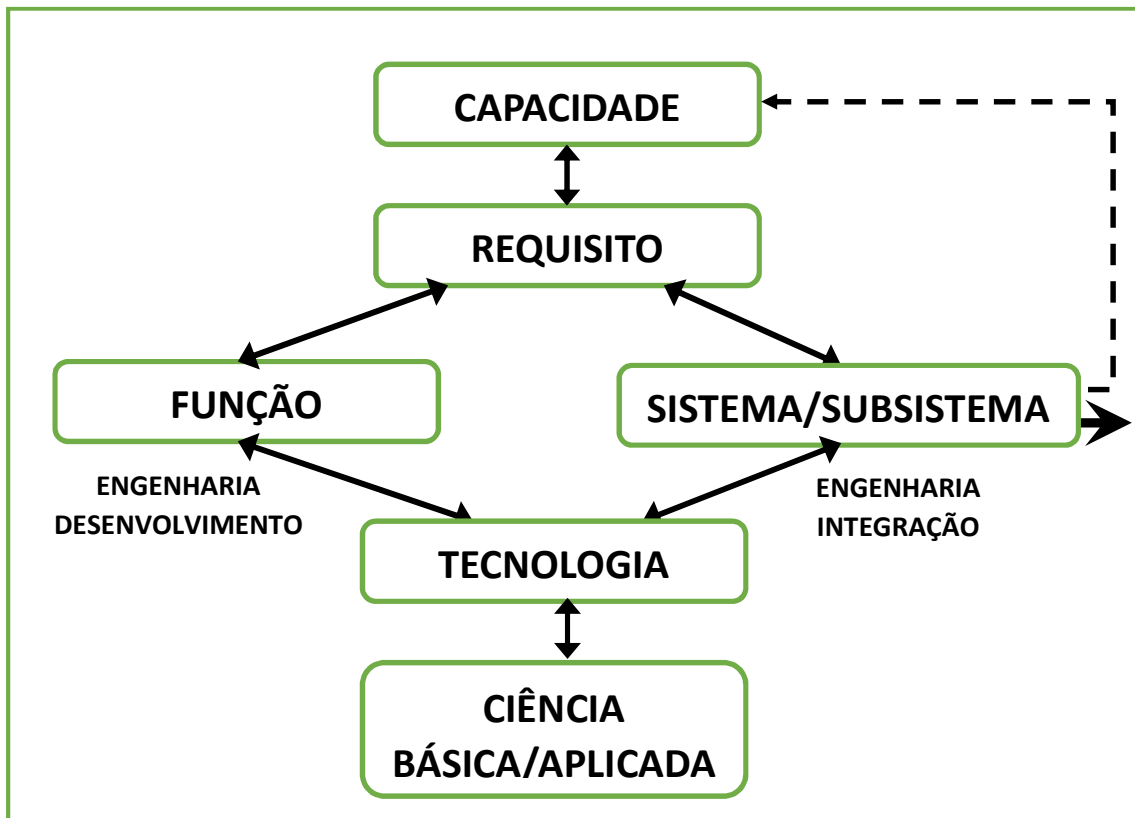 CAPACIDADE
REQUISITO
FUNÇÃO
SISTEMA/SUBSISTEMA
ENGENHARIA
DESENVOLVIMENTO
ENGENHARIA
INTEGRAÇÃO
TECNOLOGIA
CIÊNCIA
BÁSICA/APLICADA